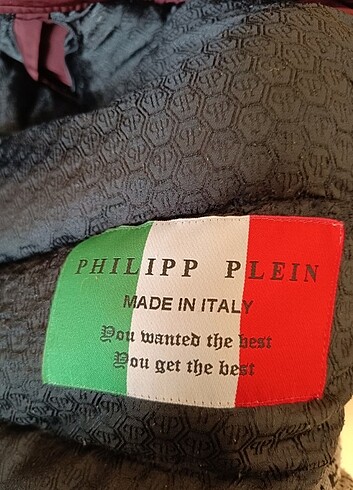 PHILIPP PLEIN
MADE IN ITALY
You wanted the best
You get the best